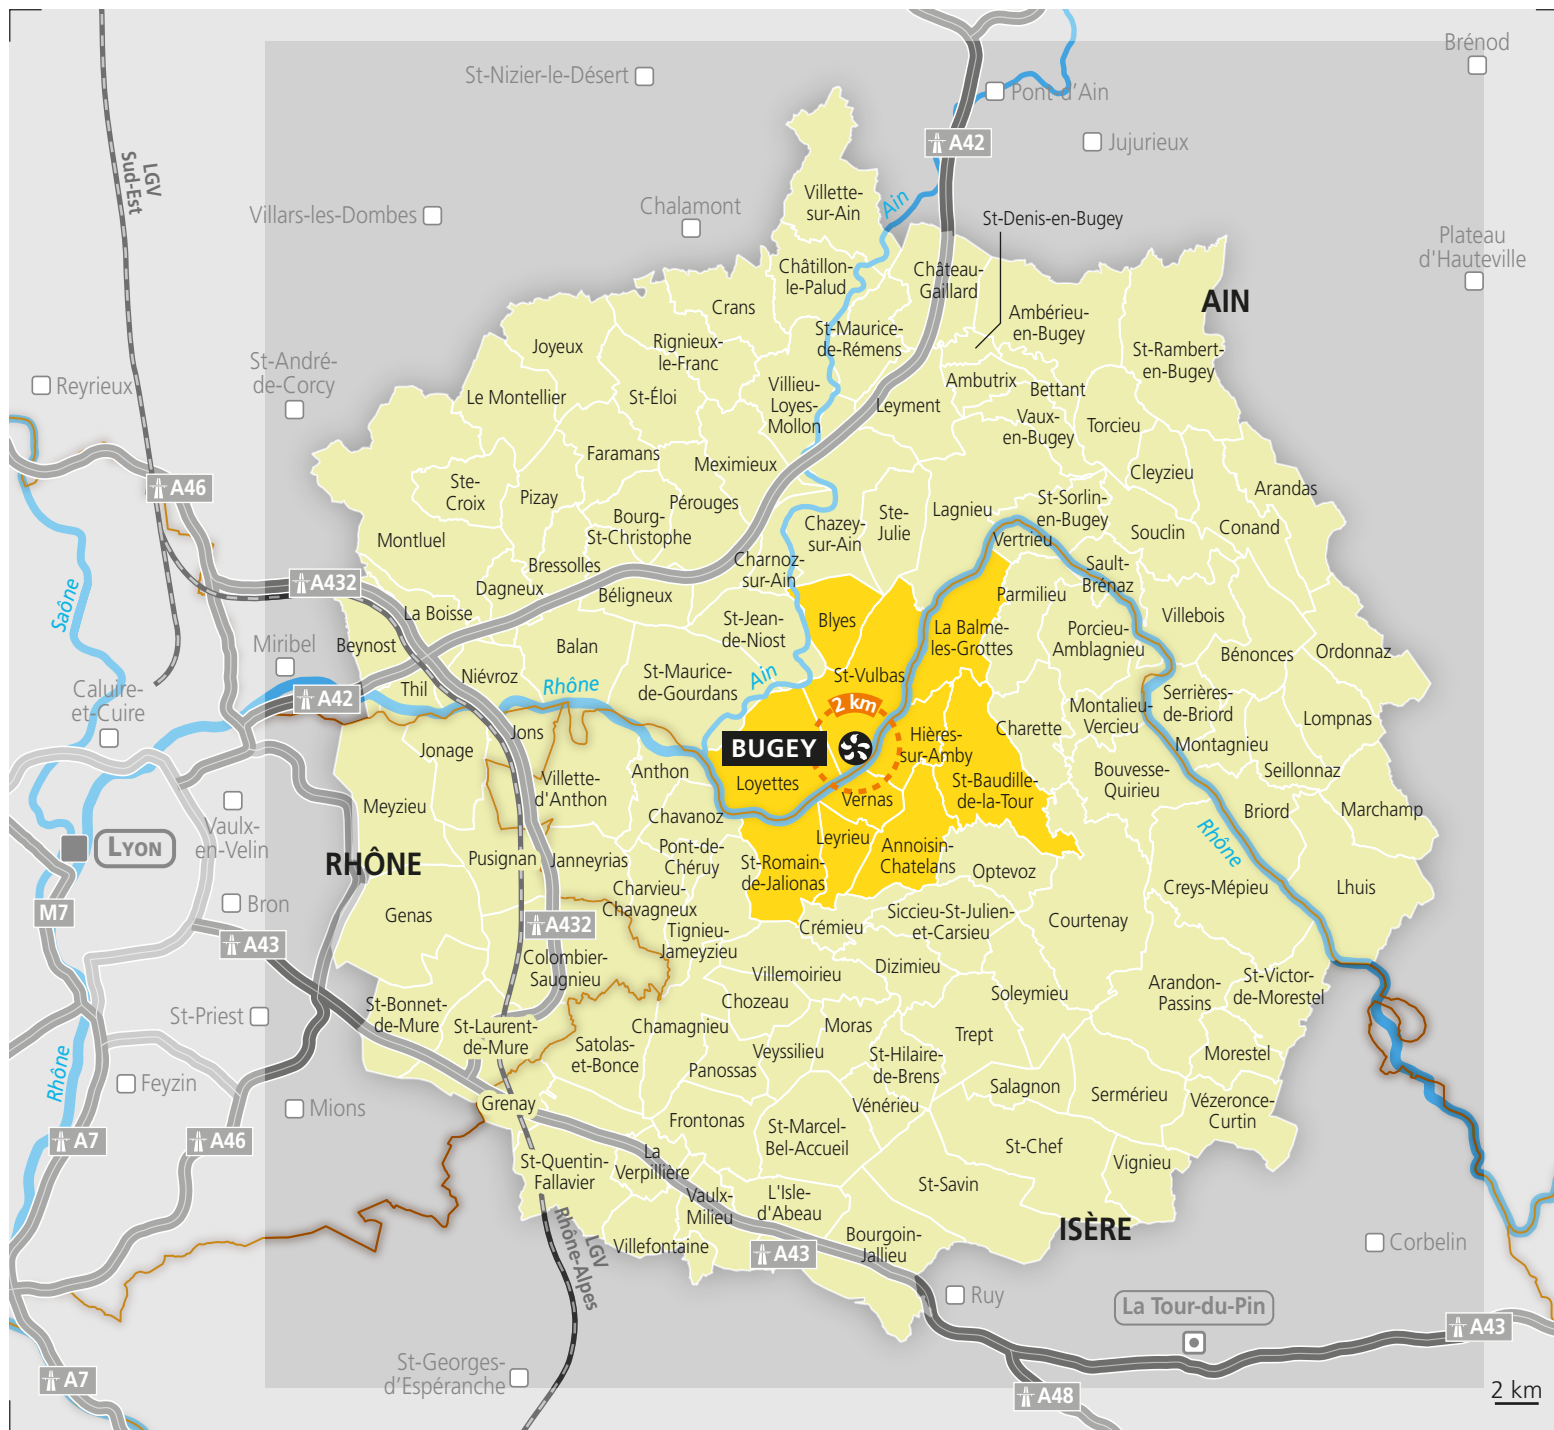 Brénod
St-Nizier-le-Désert
Pont-d'Ain
A42
Jujurieux
LGV
Sud-Est
Villette-
sur-Ain
Ain
Villars-les-Dombes
Chalamont
St-Denis-en-Bugey
Plateau
d'Hauteville
Châtillon-
le-Palud
Château-
Gaillard
AIN
Crans
Ambérieu-
en-Bugey
St-Maurice-
de-Rémens
Joyeux
Rignieux-
le-Franc
St-Rambert-
en-Bugey
St-André-
de-Corcy
Reyrieux
Le Montellier
St-Éloi
Villieu-
Loyes-
Mollon
Ambutrix
Bettant
Leyment
Vaux-
en-Bugey
Torcieu
Faramans
Meximieux
Cleyzieu
A46
Ste-
Croix
Pizay
Pérouges
Arandas
Bourg-
St-Christophe
Chazey-
sur-Ain
Ste-
Julie
Lagnieu
St-Sorlin-
en-Bugey
Souclin
Conand
Montluel
Vertrieu
Bressolles
Charnoz-
sur-Ain
Sault-
Brénaz
A432
Dagneux
Béligneux
Parmilieu
Saône
La Boisse
St-Jean-
de-Niost
Blyes
La Balme-
les-Grottes
Porcieu-
Amblagnieu
Villebois
Miribel
Beynost
Balan
Bénonces
Ordonnaz
Caluire-
et-Cuire
A42
Thil
Niévroz
Rhône
St-Maurice-
de-Gourdans
Ain
St-Vulbas
Serrières-
de-Briord
2 km
Montalieu-
Vercieu
Lompnas
Jons
Jonage
BUGEY
Hières-
sur-Amby
Charette
Montagnieu
Anthon
Villette-
d'Anthon
Loyettes
St-Baudille-
de-la-Tour
Bouvesse-
Quirieu
Seillonnaz
Meyzieu
Vernas
Briord
Marchamp
Vaulx-
en-Velin
Chavanoz
LYON
RHÔNE
Pusignan
Janneyrias
Pont-de-
Chéruy
Leyrieu
Annoisin-
Chatelans
Rhône
St-Romain-
de-Jalionas
Optevoz
Creys-Mépieu
Lhuis
M7
Bron
Charvieu-
Chavagneux
Genas
A432
Crémieu
Siccieu-St-Julien-
et-Carsieu
Courtenay
A43
Tignieu-
Jameyzieu
Colombier-
Saugnieu
Villemoirieu
Dizimieu
St-Victor-
de-Morestel
Arandon-
Passins
Soleymieu
St-Bonnet-
de-Mure
Chozeau
St-Priest
St-Laurent-
de-Mure
Chamagnieu
Moras
Trept
Satolas-
et-Bonce
Veyssilieu
St-Hilaire-
de-Brens
Morestel
Rhône
Feyzin
Panossas
Salagnon
Sermérieu
Mions
Grenay
Vénérieu
Vézeronce-
Curtin
A7
A46
Frontonas
St-Marcel-
Bel-Accueil
St-Chef
Vignieu
St-Quentin-
Fallavier
La
Verpillière
St-Savin
Vaulx-
Milieu
L'Isle-
d'Abeau
ISÈRE
LGV
Rhône-Alpes
Villefontaine
A43
Bourgoin-
Jallieu
Corbelin
Ruy
La Tour-du-Pin
A43
St-Georges-
d'Espéranche
A7
A48
2 km